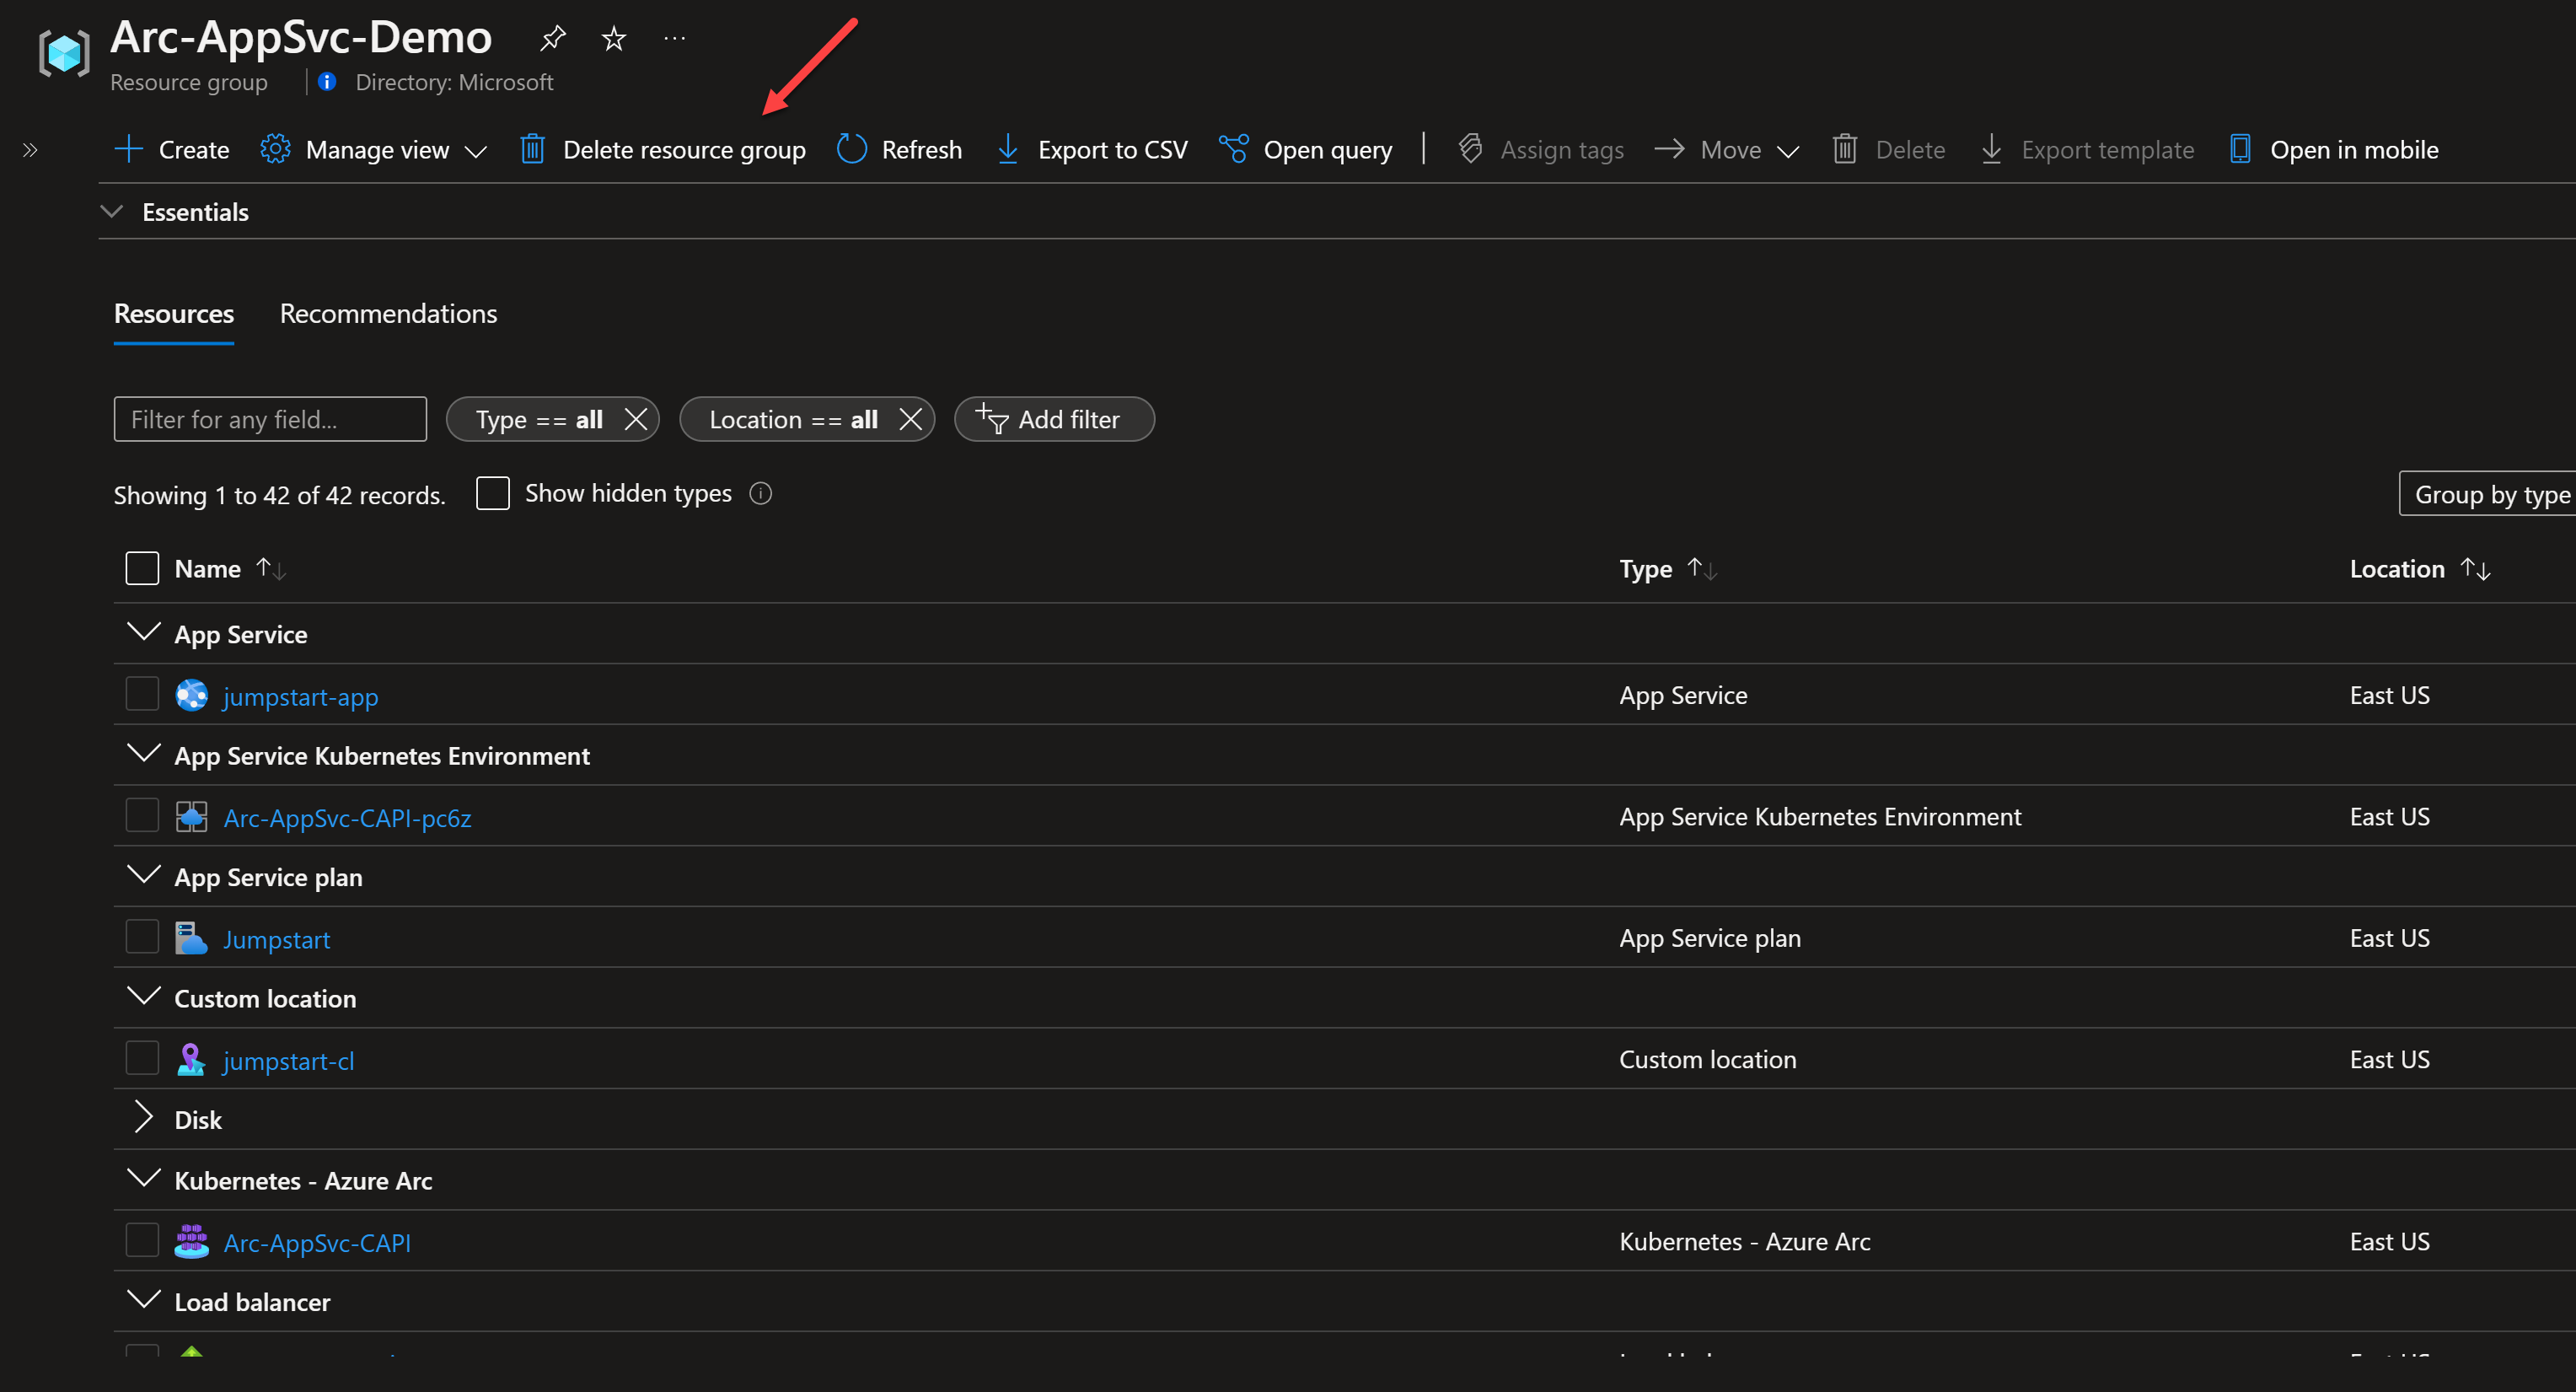 Arc-AppSvc-Demo
Resource group
Directory: Microsoft
Create Manage view Delete resource group Refresh Export to CSV Open query Assign tags Move Delete Export template Open in mobile
Essentials
Resources Recommendations
Filter for any field... Type == all Location == all Add filter
Showing 1 to 42 of 42 records. Show hidden types Group by type
Name Type Location
App Service
jumpstart-app App Service East US
App Service Kubernetes Environment
Arc-AppSvc-CAPI-pc6z App Service Kubernetes Environment East US
App Service plan
Jumpstart App Service plan East US
Custom location
jumpstart-cl Custom location East US
Disk
Kubernetes - Azure Arc
Arc-AppSvc-CAPI Kubernetes - Azure Arc East US
Load balancer